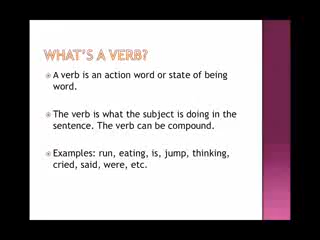 WHAT'S A VERB?
A verb is an action word or state of being
word.
The verb is what the subject is doing in the
sentence. The verb can be compound.
Examples: run, eating, is, jump, thinking,
cried, said, were, etc.